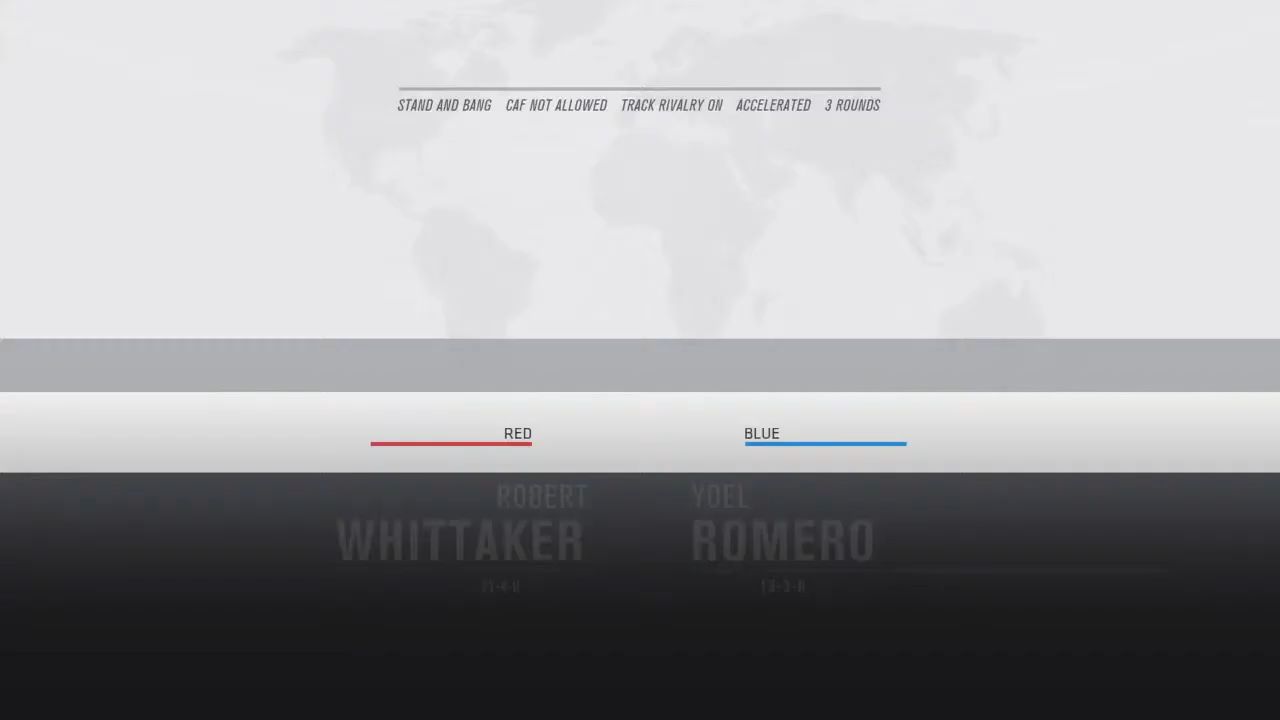 STAND AND BANG CAF NOT ALLOWED TRACK RIVALRY ON ACCELERATED 3 ROUNDS
RED BLUE
ROBERT YOEL
WHITTAKER ROMERO